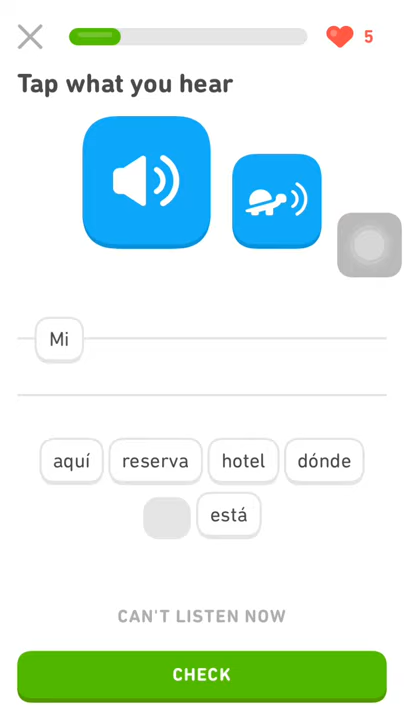 5
Tap what you hear
Mi
aquí reserva hotel dónde
está
CAN'T LISTEN NOW
CHECK